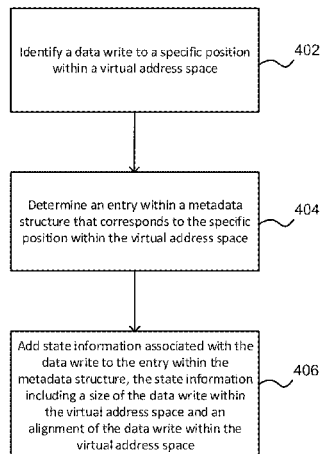 Identify a data write to a specific position
within a virtual address space
402
Determine an entry within a metadata
structure that corresponds to the specific
position within the virtual address space
404
Add state information associated with the
data write to the entry within the
metadata structure, the state information
including a size of the data write within
the virtual address space and an
alignment of the data write within the
virtual address space
406